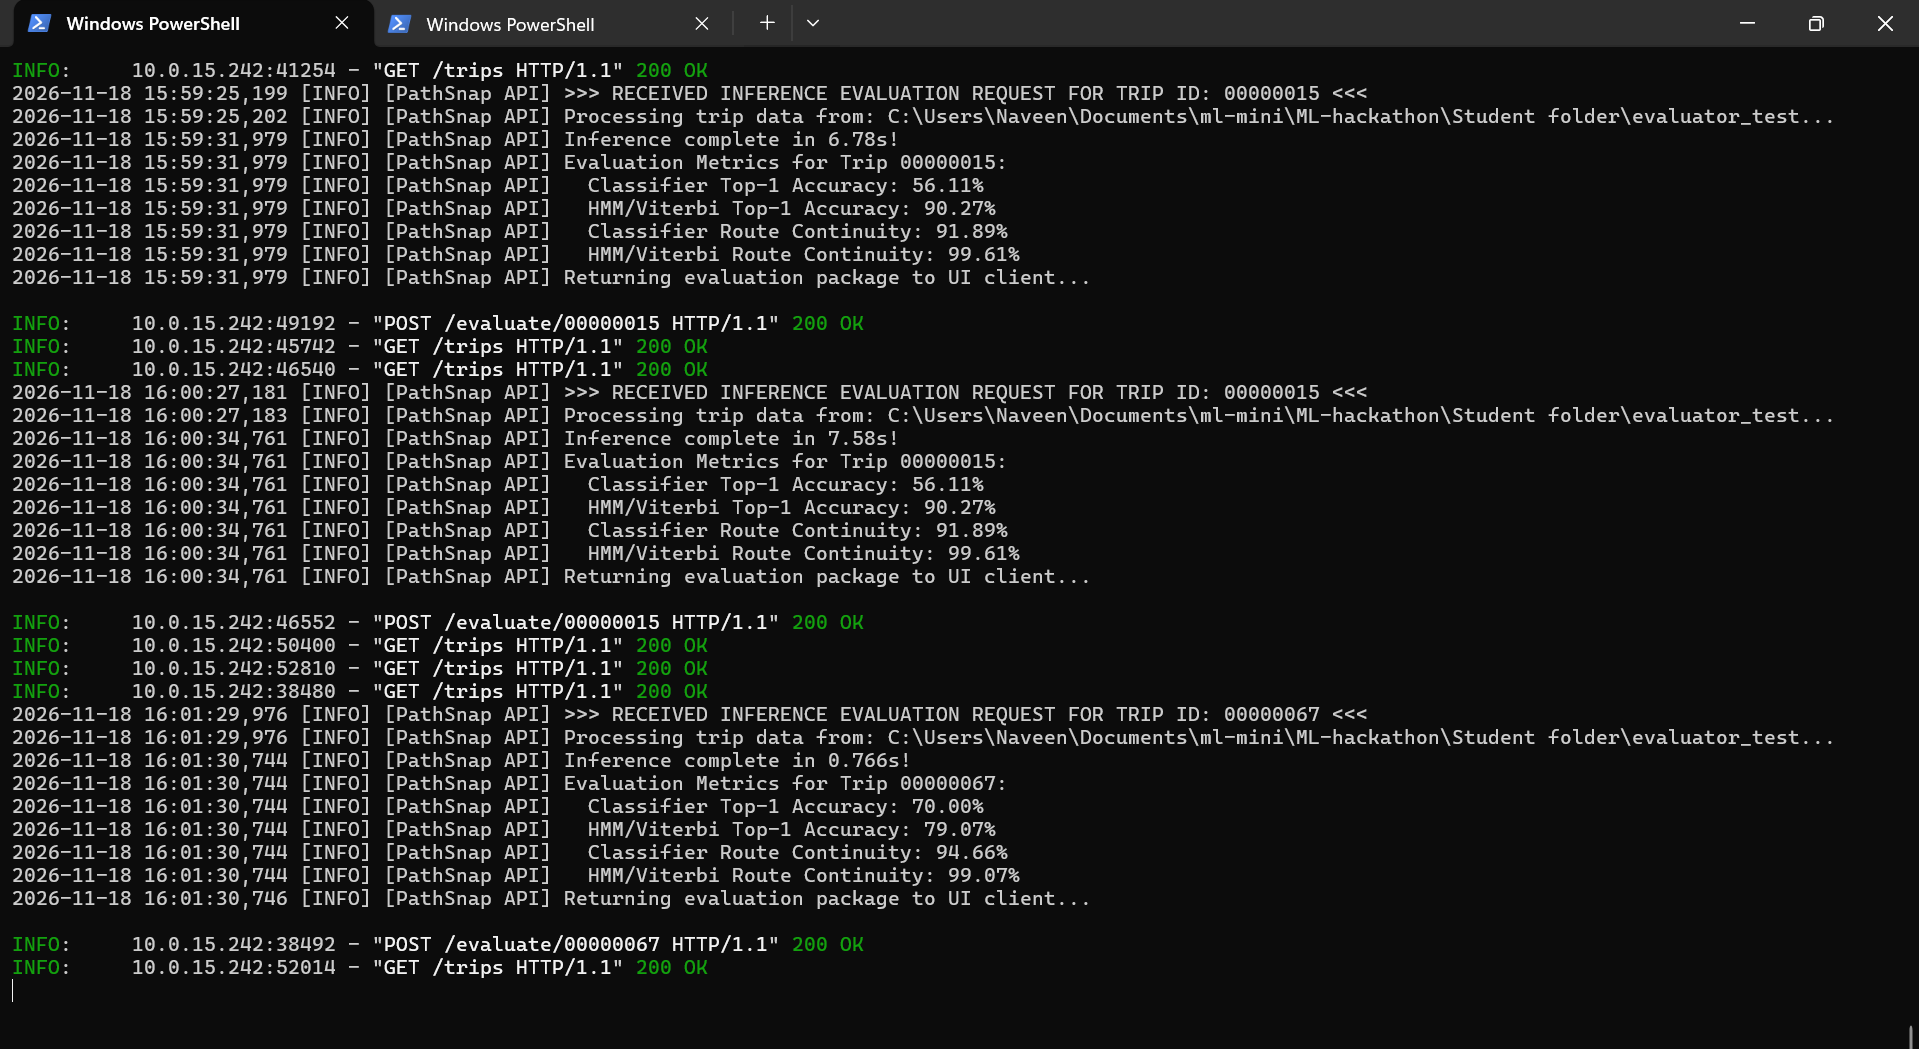 Windows PowerShell
Windows PowerShell
INFO:     10.0.15.242:41254 - "GET /trips HTTP/1.1" 200 OK
2026-11-18 15:59:25,199 [INFO] [PathSnap API] >>> RECEIVED INFERENCE EVALUATION REQUEST FOR TRIP ID: 00000015 <<<
2026-11-18 15:59:25,202 [INFO] [PathSnap API] Processing trip data from: C:\Users\Naveen\Documents\ml-mini\ML-hackathon\Student folder\evaluator_test...
2026-11-18 15:59:31,979 [INFO] [PathSnap API] Inference complete in 6.78s!
2026-11-18 15:59:31,979 [INFO] [PathSnap API] Evaluation Metrics for Trip 00000015:
2026-11-18 15:59:31,979 [INFO] [PathSnap API]   Classifier Top-1 Accuracy: 56.11%
2026-11-18 15:59:31,979 [INFO] [PathSnap API]   HMM/Viterbi Top-1 Accuracy: 90.27%
2026-11-18 15:59:31,979 [INFO] [PathSnap API]   Classifier Route Continuity: 91.89%
2026-11-18 15:59:31,979 [INFO] [PathSnap API]   HMM/Viterbi Route Continuity: 99.61%
2026-11-18 15:59:31,979 [INFO] [PathSnap API] Returning evaluation package to UI client...
INFO:     10.0.15.242:49192 - "POST /evaluate/00000015 HTTP/1.1" 200 OK
INFO:     10.0.15.242:45742 - "GET /trips HTTP/1.1" 200 OK
INFO:     10.0.15.242:46540 - "GET /trips HTTP/1.1" 200 OK
2026-11-18 16:00:27,181 [INFO] [PathSnap API] >>> RECEIVED INFERENCE EVALUATION REQUEST FOR TRIP ID: 00000015 <<<
2026-11-18 16:00:27,183 [INFO] [PathSnap API] Processing trip data from: C:\Users\Naveen\Documents\ml-mini\ML-hackathon\Student folder\evaluator_test...
2026-11-18 16:00:34,761 [INFO] [PathSnap API] Inference complete in 7.58s!
2026-11-18 16:00:34,761 [INFO] [PathSnap API] Evaluation Metrics for Trip 00000015:
2026-11-18 16:00:34,761 [INFO] [PathSnap API]   Classifier Top-1 Accuracy: 56.11%
2026-11-18 16:00:34,761 [INFO] [PathSnap API]   HMM/Viterbi Top-1 Accuracy: 90.27%
2026-11-18 16:00:34,761 [INFO] [PathSnap API]   Classifier Route Continuity: 91.89%
2026-11-18 16:00:34,761 [INFO] [PathSnap API]   HMM/Viterbi Route Continuity: 99.61%
2026-11-18 16:00:34,761 [INFO] [PathSnap API] Returning evaluation package to UI client...
INFO:     10.0.15.242:46552 - "POST /evaluate/00000015 HTTP/1.1" 200 OK
INFO:     10.0.15.242:50400 - "GET /trips HTTP/1.1" 200 OK
INFO:     10.0.15.242:52810 - "GET /trips HTTP/1.1" 200 OK
INFO:     10.0.15.242:38480 - "GET /trips HTTP/1.1" 200 OK
2026-11-18 16:01:29,976 [INFO] [PathSnap API] >>> RECEIVED INFERENCE EVALUATION REQUEST FOR TRIP ID: 00000067 <<<
2026-11-18 16:01:29,976 [INFO] [PathSnap API] Processing trip data from: C:\Users\Naveen\Documents\ml-mini\ML-hackathon\Student folder\evaluator_test...
2026-11-18 16:01:30,744 [INFO] [PathSnap API] Inference complete in 0.766s!
2026-11-18 16:01:30,744 [INFO] [PathSnap API] Evaluation Metrics for Trip 00000067:
2026-11-18 16:01:30,744 [INFO] [PathSnap API]   Classifier Top-1 Accuracy: 70.00%
2026-11-18 16:01:30,744 [INFO] [PathSnap API]   HMM/Viterbi Top-1 Accuracy: 79.07%
2026-11-18 16:01:30,744 [INFO] [PathSnap API]   Classifier Route Continuity: 94.66%
2026-11-18 16:01:30,744 [INFO] [PathSnap API]   HMM/Viterbi Route Continuity: 99.07%
2026-11-18 16:01:30,746 [INFO] [PathSnap API] Returning evaluation package to UI client...
INFO:     10.0.15.242:38492 - "POST /evaluate/00000067 HTTP/1.1" 200 OK
INFO:     10.0.15.242:52014 - "GET /trips HTTP/1.1" 200 OK